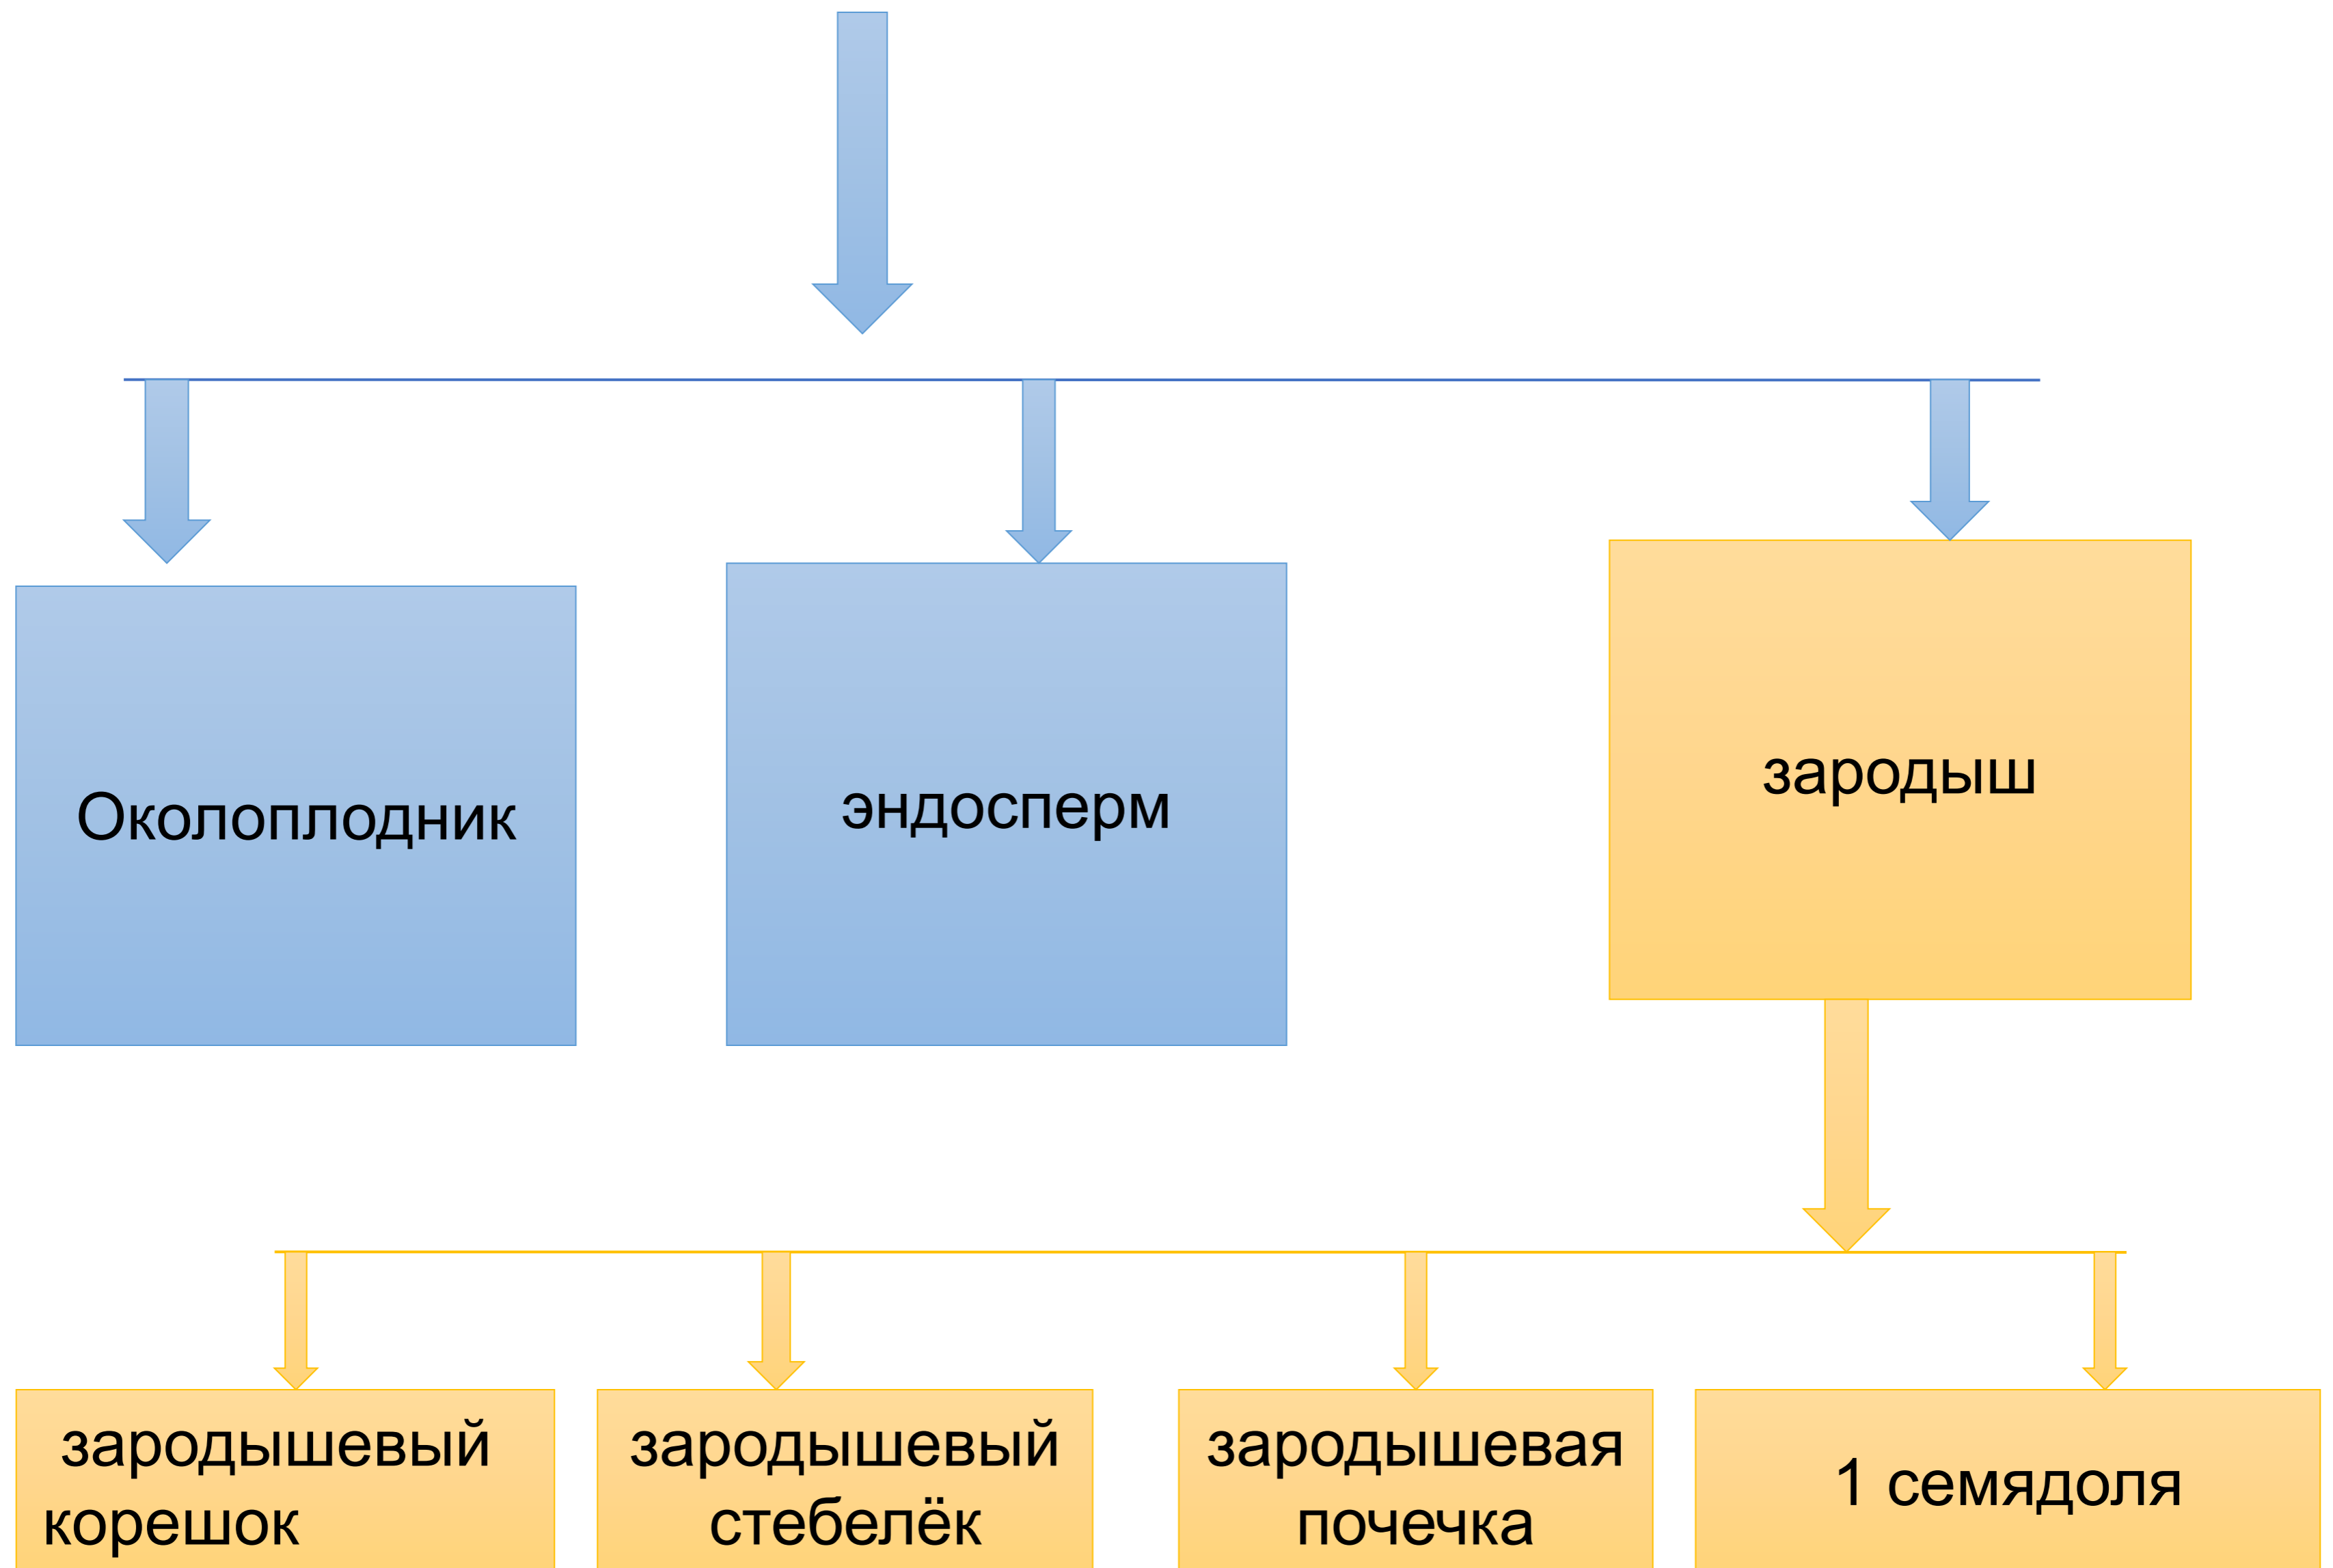 Околоплодник
эндосперм
зародыш
зародышевый
корешок
зародышевый
стебелёк
зародышевая
почечка
1 семядоля